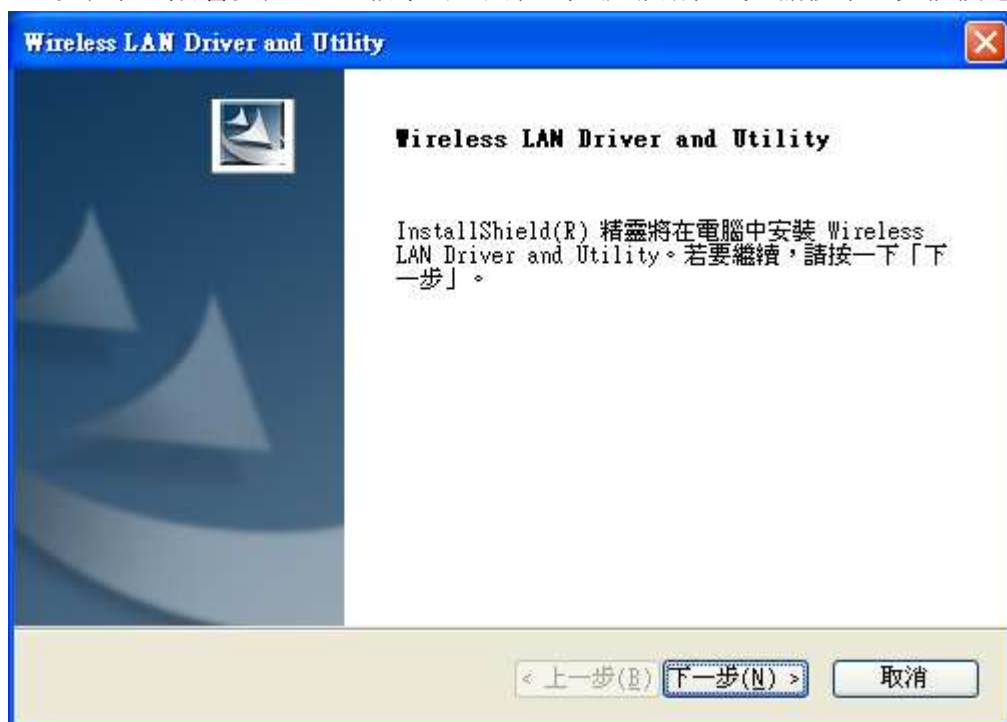 Wireless LAN Driver and Utility
Wireless LAN Driver and Utility
InstallShield(R) 精靈將在電腦中安裝 Wireless
LAN Driver and Utility。若要繼續，請按一下「下
一步」。
< 上一步(B) 下一步(N) > 取消